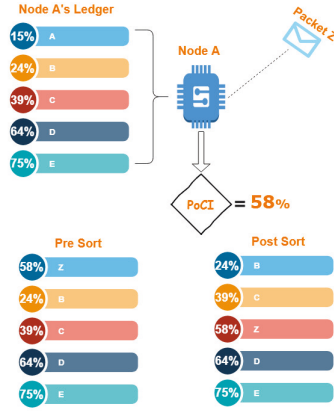 Node A's Ledger
15% A
24% B
39% C
64% D
75% E
Node A
Packet Z
PoCI = 58%
Pre Sort
58% Z
24% B
39% C
64% D
75% E
Post Sort
24% B
39% C
58% Z
64% D
75% E